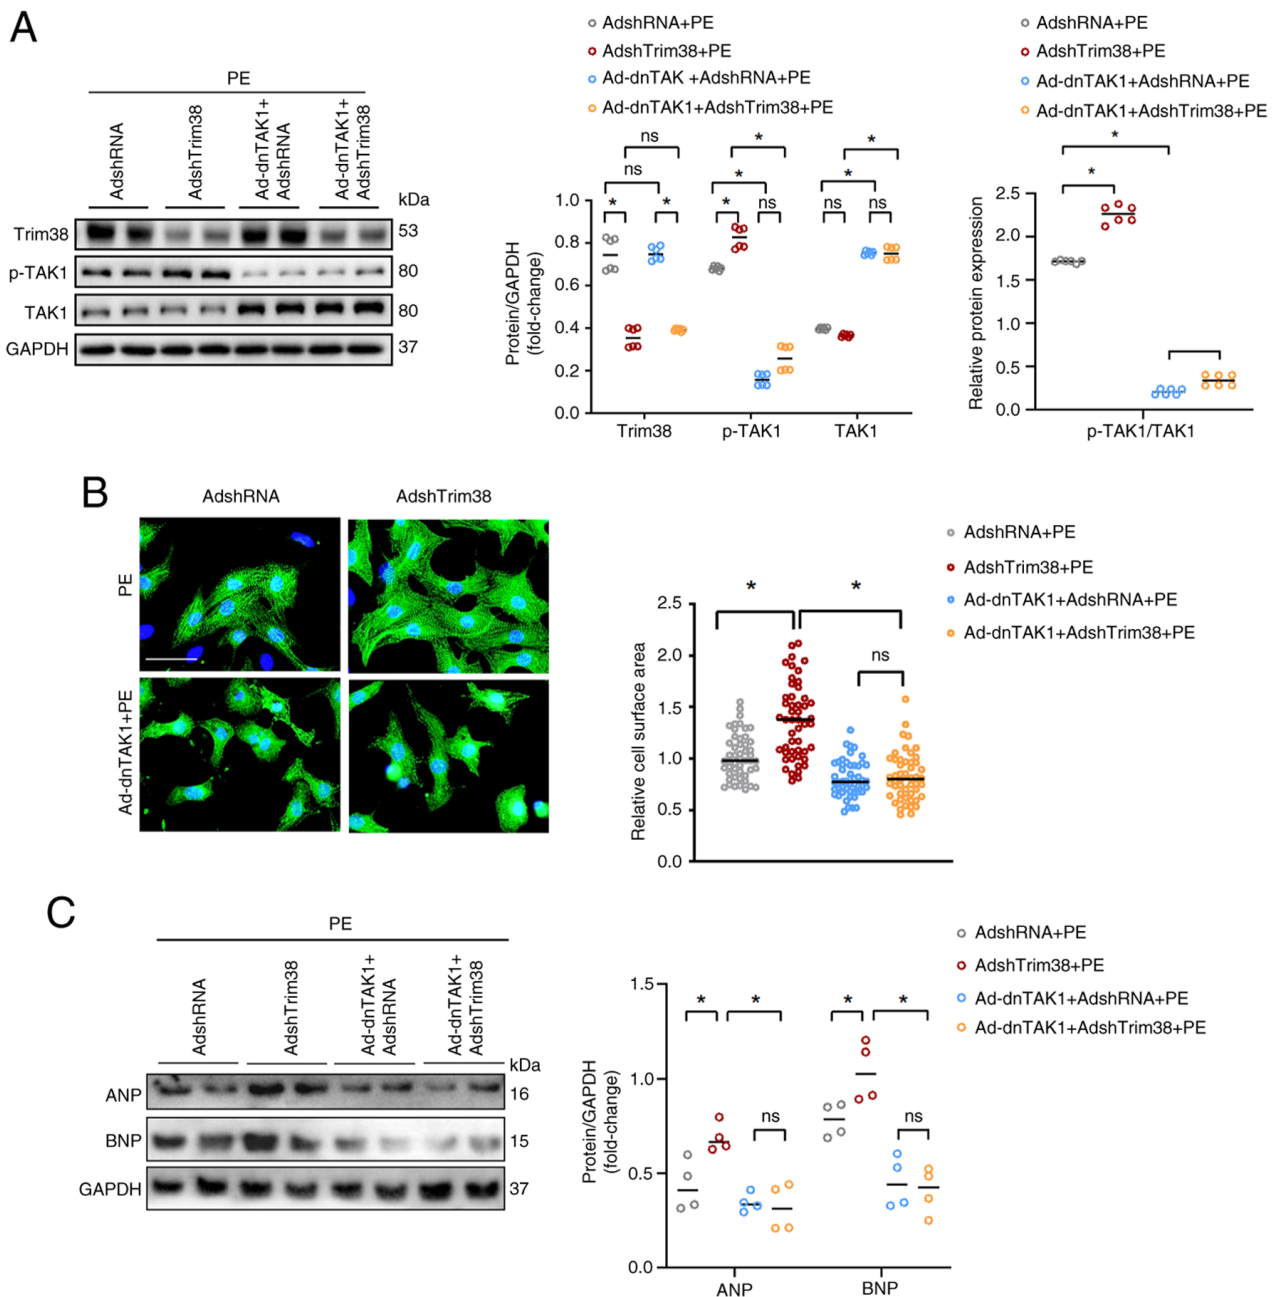 A
PE
AdshRNA
AdshTrim38
Ad-dnTAK1+
AdshRNA
Ad-dnTAK1+
AdshTrim38
kDa
Trim38
53
p-TAK1
80
TAK1
80
GAPDH
37
AdshRNA+PE
AdshTrim38+PE
Ad-dnTAK +AdshRNA+PE
Ad-dnTAK1+AdshTrim38+PE
ns
*
*
ns
*
*
*
*
*
ns
ns
ns
Protein/GAPDH
(fold-change)
1.0
0.8
0.6
0.4
0.2
0.0
Trim38
p-TAK1
TAK1
AdshRNA+PE
AdshTrim38+PE
Ad-dnTAK1+AdshRNA+PE
Ad-dnTAK1+AdshTrim38+PE
*
*
Relative protein expression
2.5
2.0
1.5
1.0
0.5
0.0
p-TAK1/TAK1
B
AdshRNA
AdshTrim38
PE
Ad-dnTAK1+PE
AdshRNA+PE
AdshTrim38+PE
Ad-dnTAK1+AdshRNA+PE
Ad-dnTAK1+AdshTrim38+PE
*
*
ns
Relative cell surface area
2.5
2.0
1.5
1.0
0.5
0.0
C
PE
AdshRNA
AdshTrim38
Ad-dnTAK1+
AdshRNA
Ad-dnTAK1+
AdshTrim38
kDa
ANP
16
BNP
15
GAPDH
37
AdshRNA+PE
AdshTrim38+PE
Ad-dnTAK1+AdshRNA+PE
Ad-dnTAK1+AdshTrim38+PE
*
*
*
*
ns
ns
Protein/GAPDH
(fold-change)
1.5
1.0
0.5
0.0
ANP
BNP